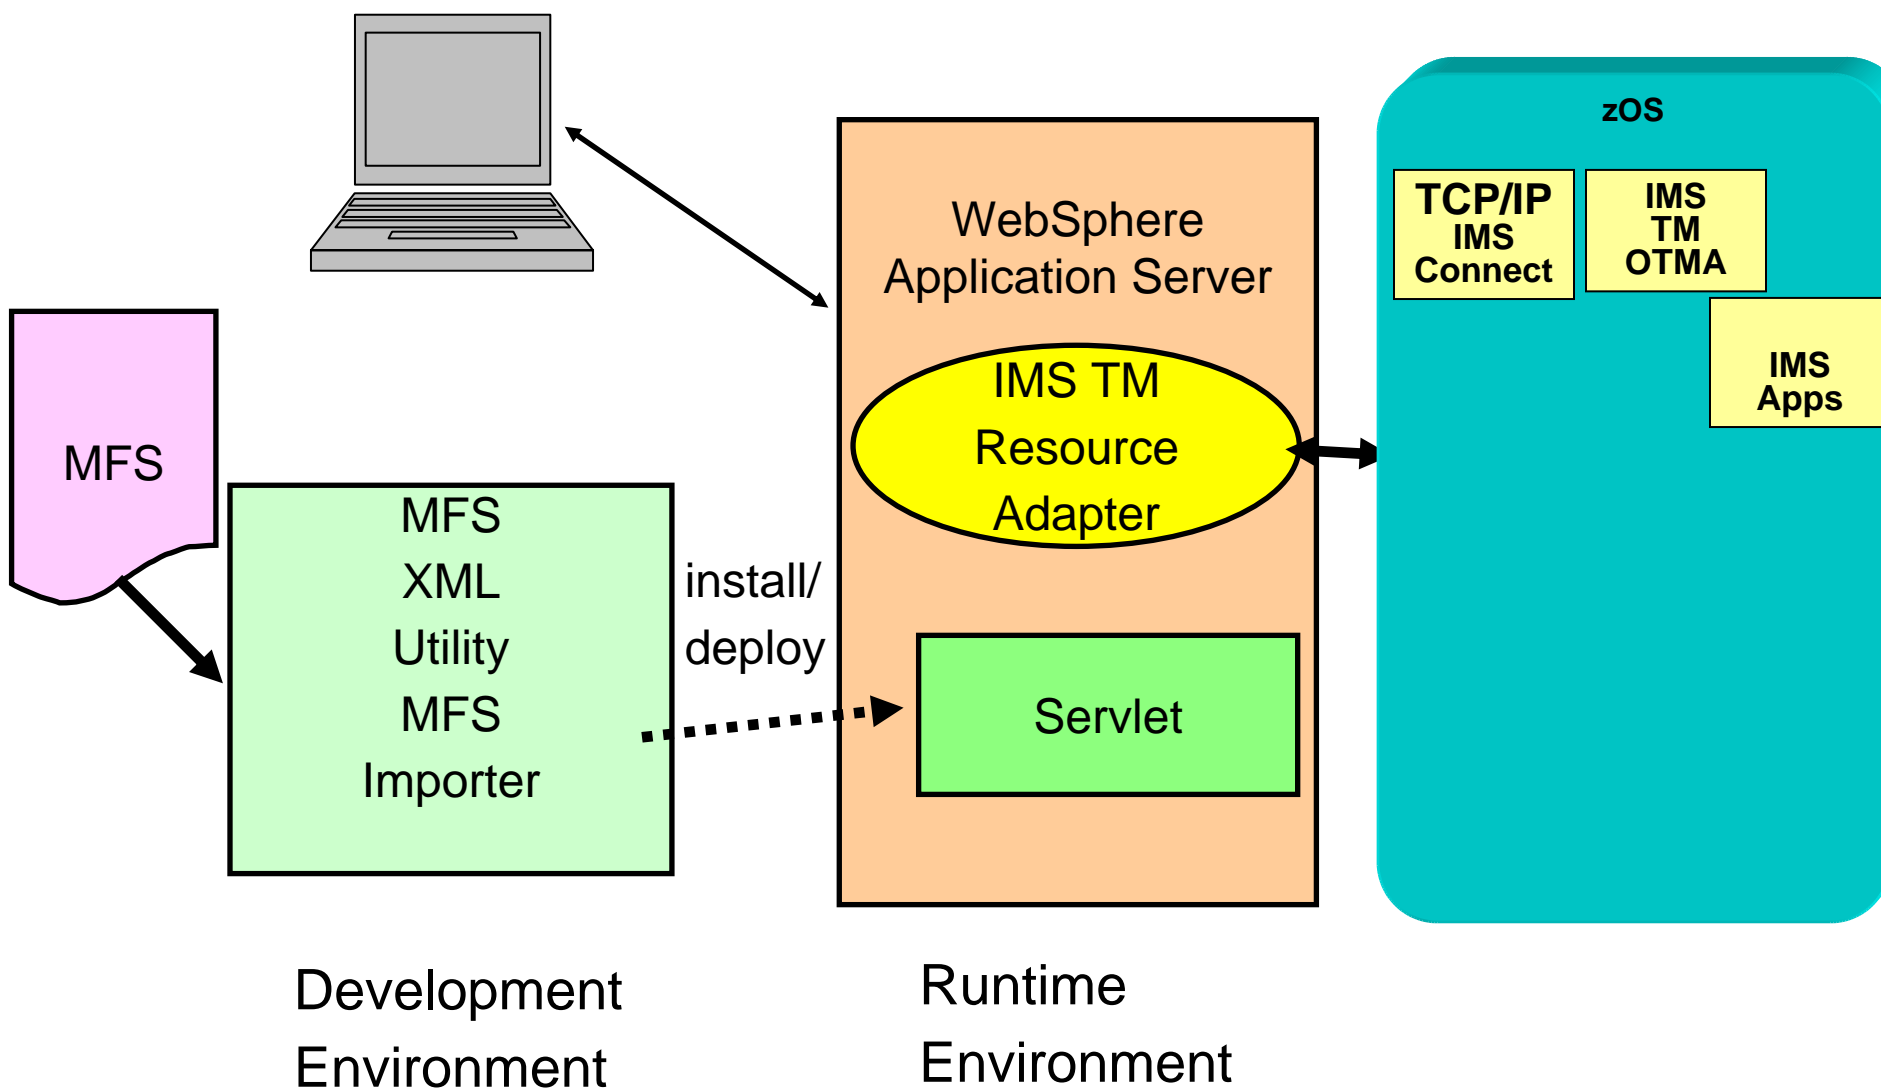 zOS
TCP/IP
IMS
Connect
IMS
TM
OTMA
IMS
Apps
WebSphere
Application Server
IMS TM
Resource
Adapter
Servlet
MFS
MFS
XML
Utility
MFS
Importer
install/
deploy
Development
Environment
Runtime
Environment